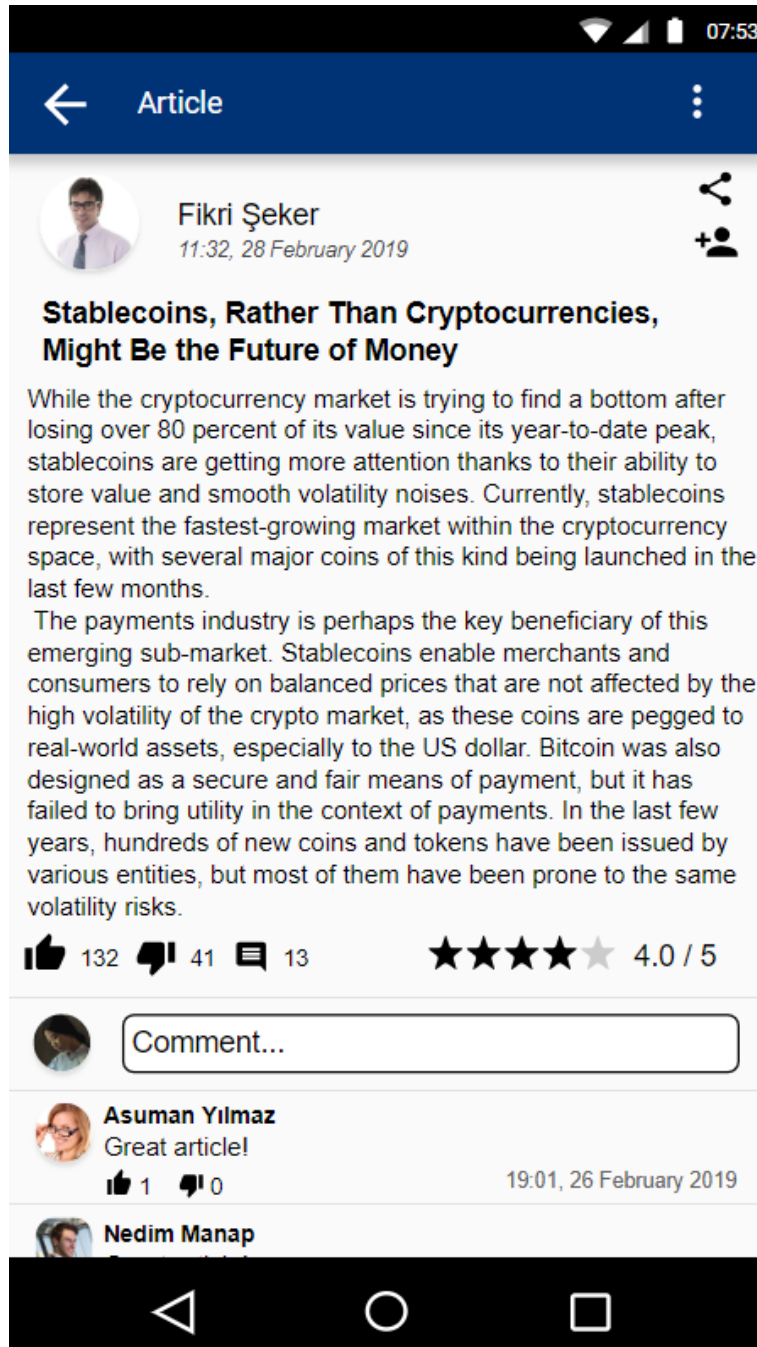 07:53
Article
Fikri Şeker
11:32, 28 February 2019
Stablecoins, Rather Than Cryptocurrencies,
Might Be the Future of Money
While the cryptocurrency market is trying to find a bottom after
losing over 80 percent of its value since its year-to-date peak,
stablecoins are getting more attention thanks to their ability to
store value and smooth volatility noises. Currently, stablecoins
represent the fastest-growing market within the cryptocurrency
space, with several major coins of this kind being launched in the
last few months.
The payments industry is perhaps the key beneficiary of this
emerging sub-market. Stablecoins enable merchants and
consumers to rely on balanced prices that are not affected by the
high volatility of the crypto market, as these coins are pegged to
real-world assets, especially to the US dollar. Bitcoin was also
designed as a secure and fair means of payment, but it has
failed to bring utility in the context of payments. In the last few
years, hundreds of new coins and tokens have been issued by
various entities, but most of them have been prone to the same
volatility risks.
132 41 13 4.0 / 5
Comment...
Asuman Yılmaz
Great article!
1 0 19:01, 26 February 2019
Nedim Manap